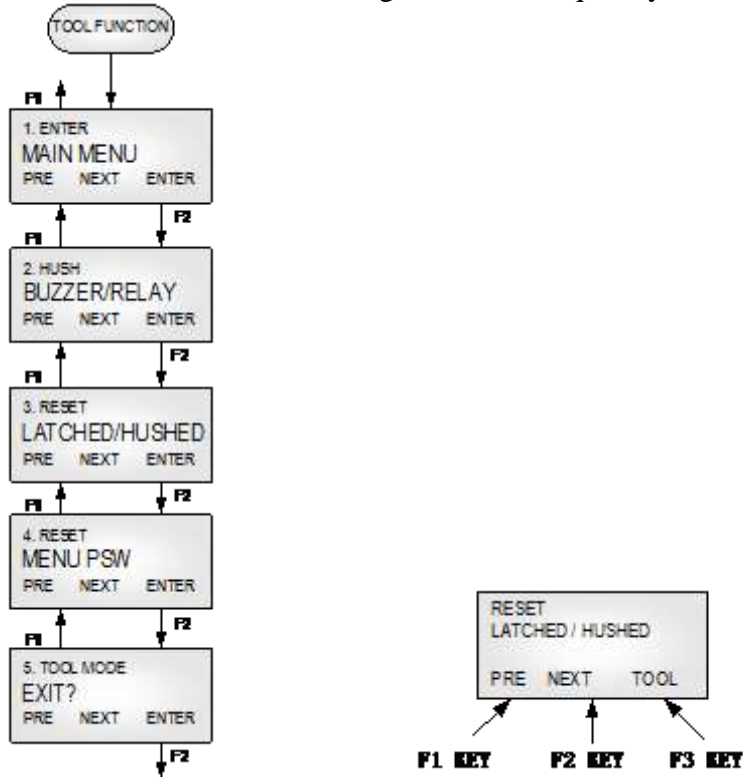 TOOL FUNCTION
F1
1. ENTER
MAIN MENU
PRE NEXT ENTER
F2
F1
2. HUSH
BUZZER/RELAY
PRE NEXT ENTER
F2
F1
3. RESET
LATCHED/HUSHED
PRE NEXT ENTER
F2
F1
4. RESET
MENU PSW
PRE NEXT ENTER
F2
F1
5. TOOL MODE
EXIT?
PRE NEXT ENTER
F2
RESET
LATCHED / HUSHED
PRE NEXT TOOL
F1 KEY F2 KEY F3 KEY